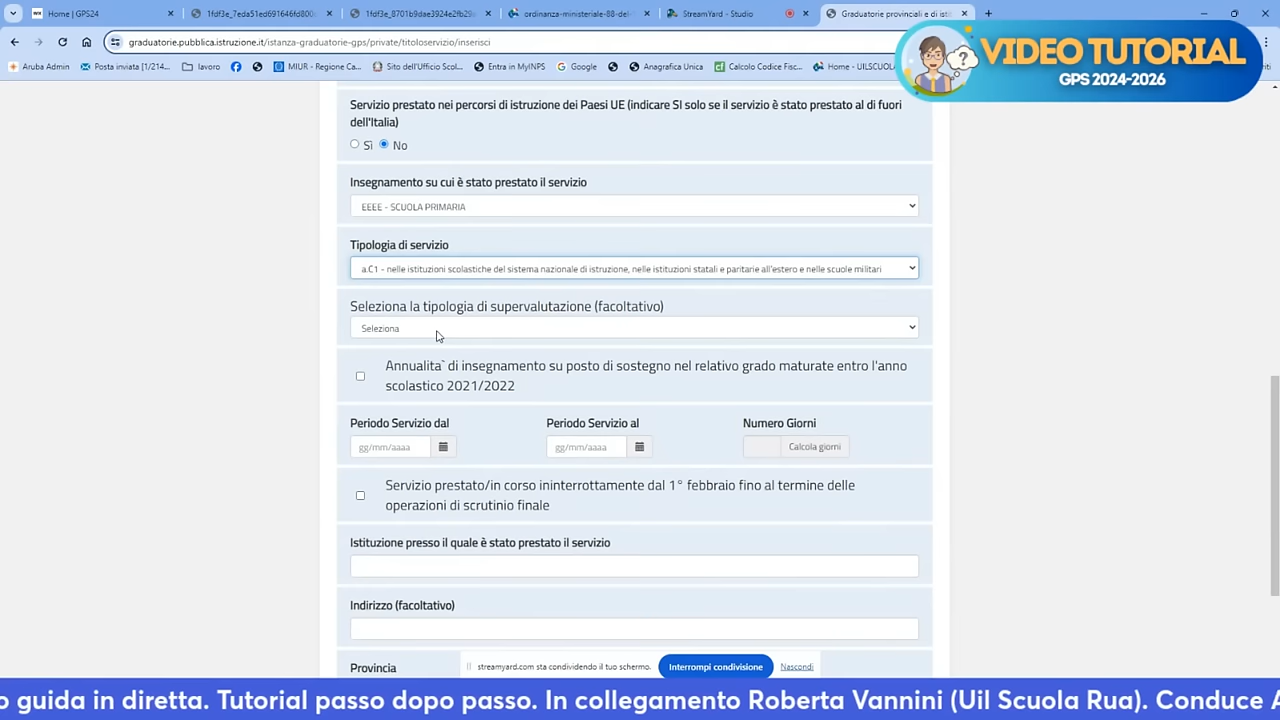 Home | GPS24
1fdf3e_7eda51ed691646fd800
1fdf3e_8701b9dae3924e2fb29
ordinanza-ministeriale-88-del-
StreamYard - Studio
Graduatorie provinciali e di isti
graduatorie.pubblica.istruzione.it/istanza-graduatorie-gps/private/titoloservizio/inserisci
Aruba Admin
Posta inviata [1/214...
lavoro
MIUR - Regione Ca...
Sito dell'Ufficio Scol...
Entra in MyINPS
Google
Anagrafica Unica
Calcolo Codice Fisc...
Home - UILSCUOLA
VIDEO TUTORIAL
GPS 2024-2026
Servizio prestato nei percorsi di istruzione dei Paesi UE (indicare SI solo se il servizio è stato prestato al di fuori
dell'Italia)
Sì No
Insegnamento su cui è stato prestato il servizio
EEEE - SCUOLA PRIMARIA
Tipologia di servizio
a.C1 - nelle istituzioni scolastiche del sistema nazionale di istruzione, nelle istituzioni statali e paritarie all'estero e nelle scuole militari
Seleziona la tipologia di supervalutazione (facoltativo)
Seleziona
Annualita` di insegnamento su posto di sostegno nel relativo grado maturate entro l'anno
scolastico 2021/2022
Periodo Servizio dal Periodo Servizio al Numero Giorni
gg/mm/aaaa gg/mm/aaaa Calcola giorni
Servizio prestato/in corso ininterrottamente dal 1° febbraio fino al termine delle
operazioni di scrutinio finale
Istituzione presso il quale è stato prestato il servizio
Indirizzo (facoltativo)
Provincia
streamyard.com sta condividendo il tuo schermo. Interrompi condivisione Nascondi
o guida in diretta. Tutorial passo dopo passo. In collegamento Roberta Vannini (Uil Scuola Rua). Conduce A